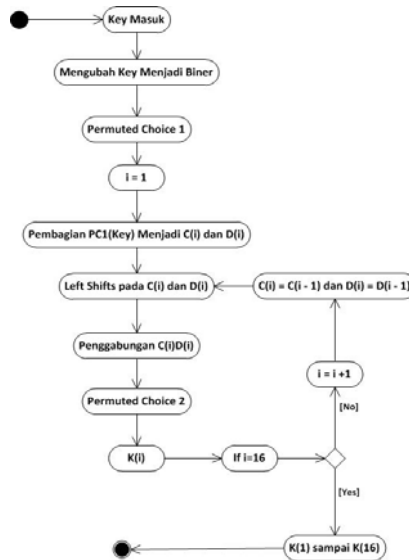 Key Masuk
Mengubah Key Menjadi Biner
Permuted Choice 1
i = 1
Pembagian PC1(Key) Menjadi C(i) dan D(i)
Left Shifts pada C(i) dan D(i)
C(i) = C(i - 1) dan D(i) = D(i - 1)
Penggabungan C(i)D(i)
i = i +1
Permuted Choice 2
[No]
K(i)
If i=16
[Yes]
K(1) sampai K(16)